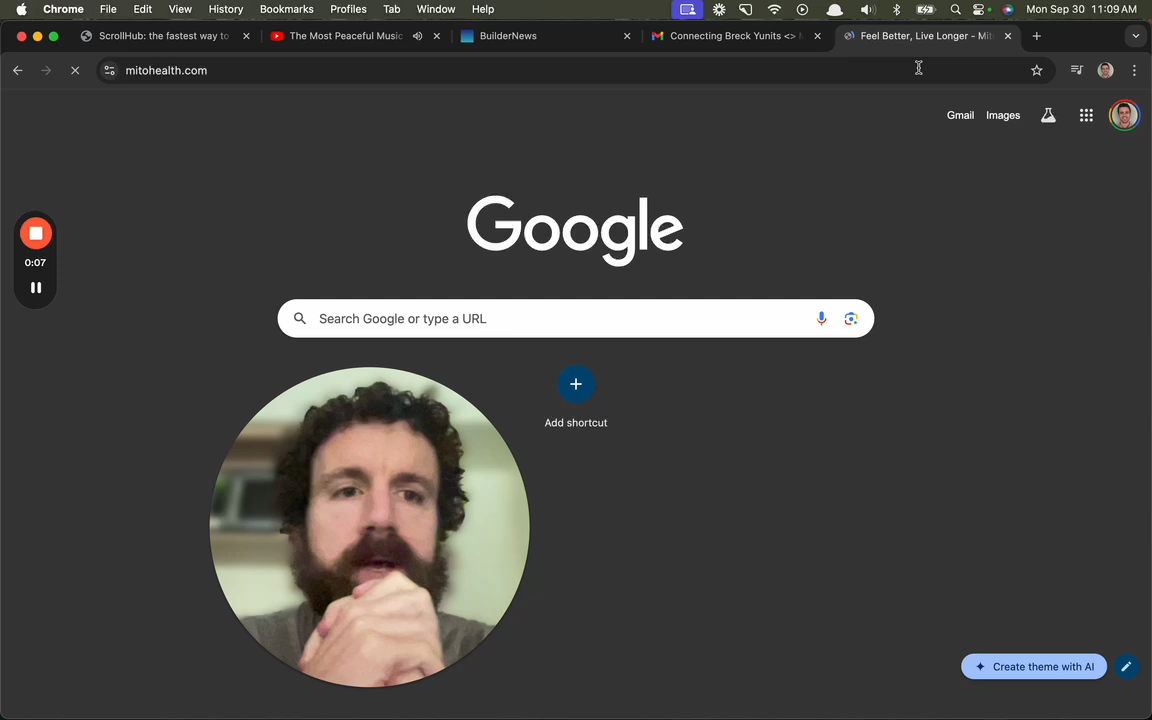 Chrome File Edit View History Bookmarks Profiles Tab Window Help Mon Sep 30 11:09 AM
ScrollHub: the fastest way to The Most Peaceful Music BuilderNews Connecting Breck Yunits <> Feel Better, Live Longer - Mit
mitohealth.com
Gmail Images
Google
0:07
Search Google or type a URL
Add shortcut
Create theme with AI